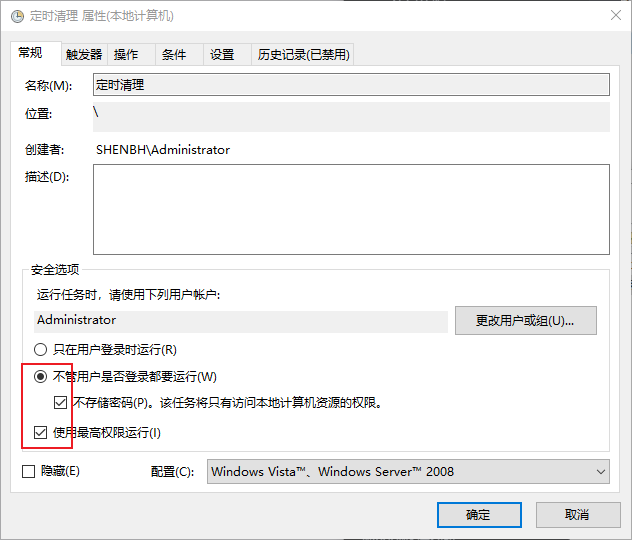 定时清理 属性(本地计算机)
常规 触发器 操作 条件 设置 历史记录(已禁用)
名称(M): 定时清理
位置: \
创建者: SHENBH\Administrator
描述(D):
安全选项
运行任务时，请使用下列用户帐户:
Administrator 更改用户或组(U)...
只在用户登录时运行(R)
不管用户是否登录都要运行(W)
不存储密码(P)。该任务将只有访问本地计算机资源的权限。
使用最高权限运行(I)
隐藏(E) 配置(C): Windows Vista™、Windows Server™ 2008
确定 取消